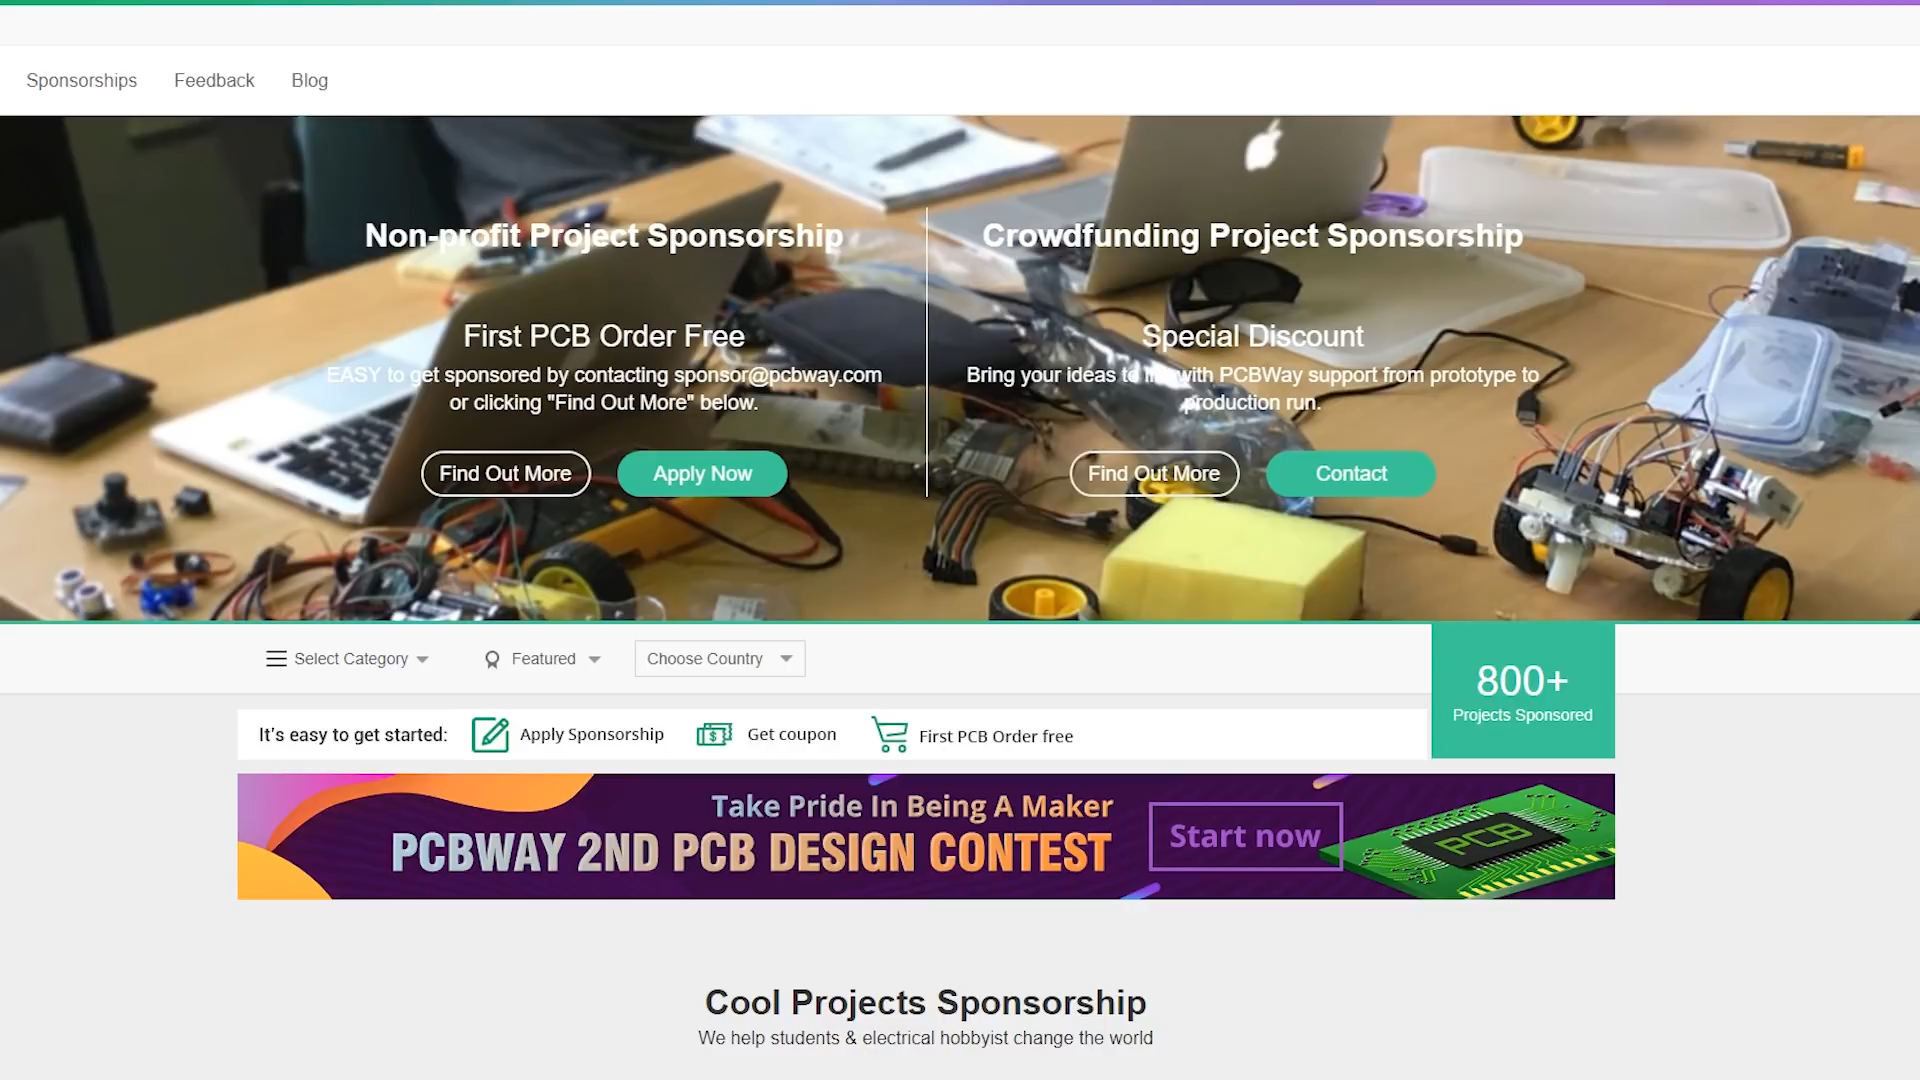 Sponsorships Feedback Blog
Non-profit Project Sponsorship
First PCB Order Free
EASY to get sponsored by contacting sponsor@pcbway.com
or clicking "Find Out More" below.
Find Out More Apply Now
Crowdfunding Project Sponsorship
Special Discount
Bring your ideas to life with PCBWay support from prototype to
production run.
Find Out More Contact
Select Category Featured Choose Country
800+
Projects Sponsored
It's easy to get started: Apply Sponsorship Get coupon First PCB Order free
Take Pride In Being A Maker
PCBWAY 2ND PCB DESIGN CONTEST
Start now
PCB
Cool Projects Sponsorship
We help students & electrical hobbyist change the world